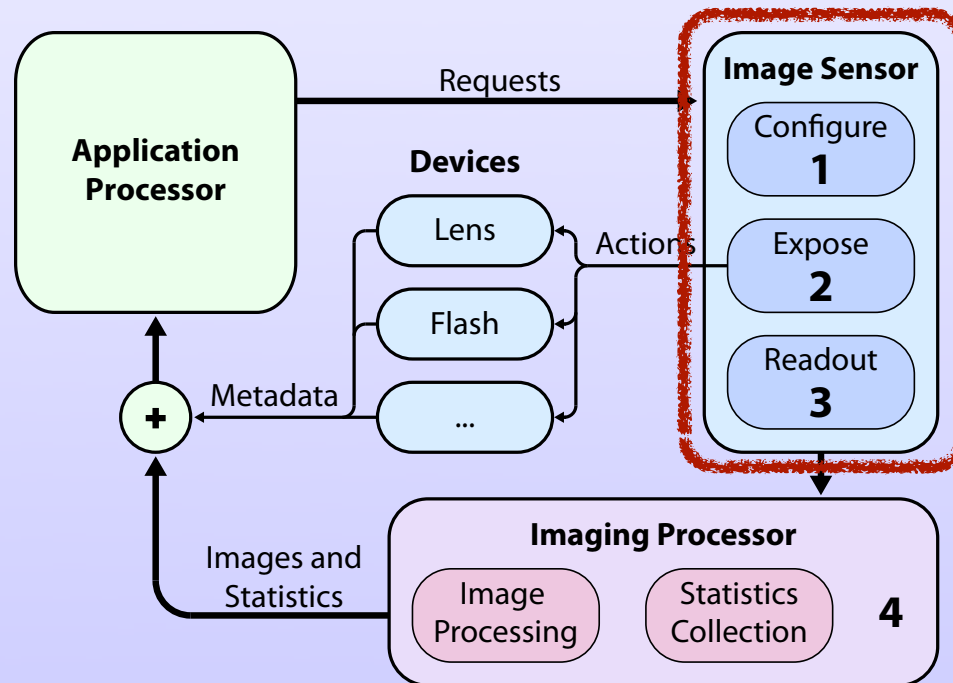 Requests
Application
Processor
Devices
Lens
Flash
...
Actions
Metadata
+
Image Sensor
Configure
1
Expose
2
Readout
3
Images and
Statistics
Imaging Processor
Image
Processing
Statistics
Collection
4